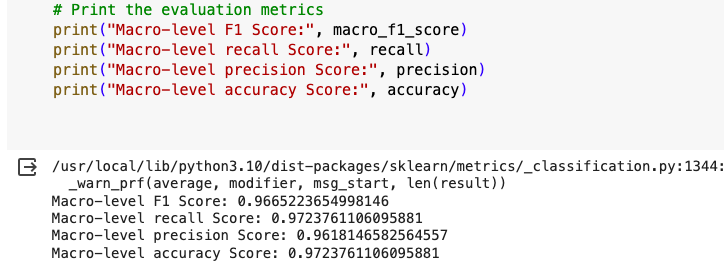 # Print the evaluation metrics
print("Macro-level F1 Score:", macro_f1_score)
print("Macro-level recall Score:", recall)
print("Macro-level precision Score:", precision)
print("Macro-level accuracy Score:", accuracy)
/usr/local/lib/python3.10/dist-packages/sklearn/metrics/_classification.py:1344:
_warn_prf(average, modifier, msg_start, len(result))
Macro-level F1 Score: 0.9665223654998146
Macro-level recall Score: 0.9723761106095881
Macro-level precision Score: 0.9618146582564557
Macro-level accuracy Score: 0.9723761106095881